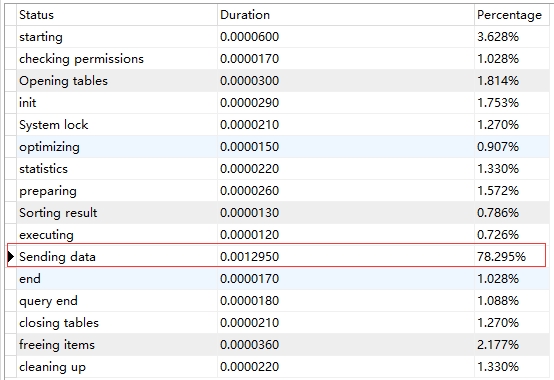 Status Duration Percentage
starting 0.0000600 3.628%
checking permissions 0.0000170 1.028%
Opening tables 0.0000300 1.814%
init 0.0000290 1.753%
System lock 0.0000210 1.270%
optimizing 0.0000150 0.907%
statistics 0.0000220 1.330%
preparing 0.0000260 1.572%
Sorting result 0.0000130 0.786%
executing 0.0000120 0.726%
Sending data 0.0012950 78.295%
end 0.0000170 1.028%
query end 0.0000180 1.088%
closing tables 0.0000210 1.270%
freeing items 0.0000360 2.177%
cleaning up 0.0000220 1.330%